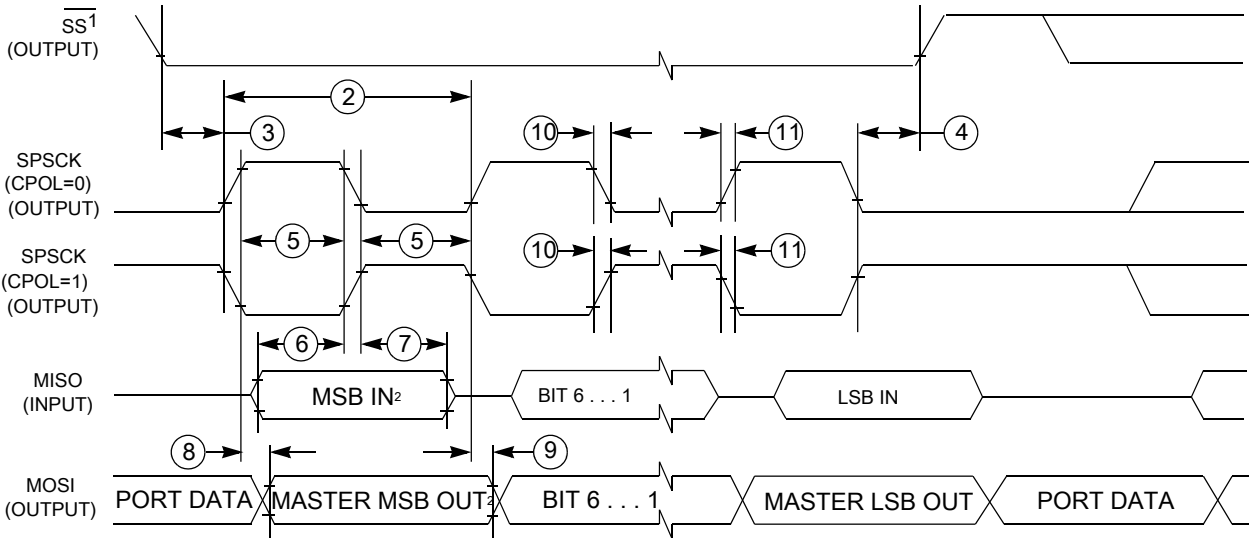 SS1
(OUTPUT)
2
3
10
11
4
SPSCK
(CPOL=0)
(OUTPUT)
5
5
SPSCK
(CPOL=1)
(OUTPUT)
10
11
6
7
MISO
(INPUT)
MSB IN2
BIT 6 . . . 1
LSB IN
8
9
MOSI
(OUTPUT)
PORT DATA
MASTER MSB OUT2
BIT 6 . . . 1
MASTER LSB OUT
PORT DATA